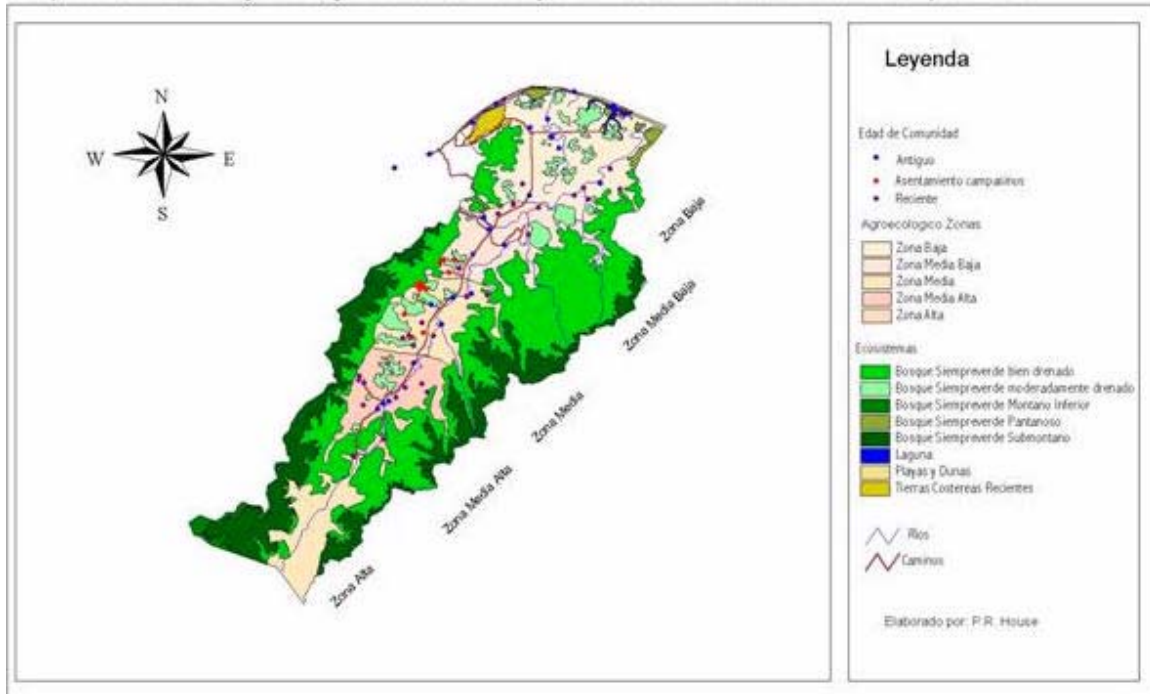 N
W E
S
Zona Baja
Zona Media Baja
Zona Media
Zona Media Alta
Zona Alta
Leyenda
Edad de Comunidad
Antiguo
Asentamiento campasinus
Reciente
Agroecologico Zonas
Zona Baja
Zona Media Baja
Zona Media
Zona Media Alta
Zona Alta
Ecosistemas
Bosque Siempreverde bien drenado
Bosque Siempreverde moderadamente drenado
Bosque Siempreverde Montano Inferior
Bosque Siempreverde Pantanoso
Bosque Siempreverde Submontano
Laguna
Playas y Dunas
Tierras Costereas Recientes
Rios
Caminos
Elaborado por: P.R. House